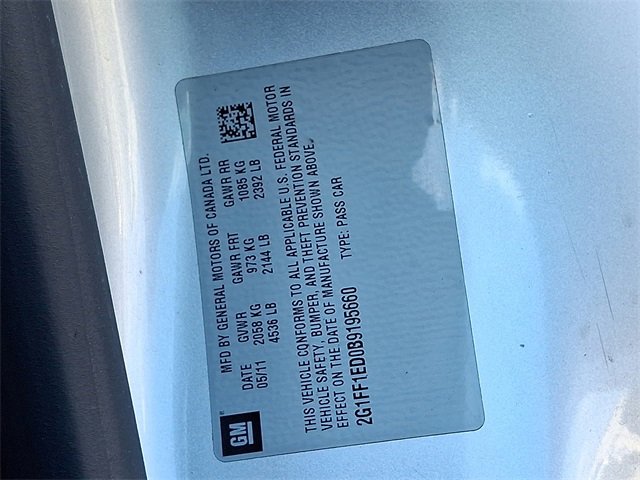 GM
MFD BY GENERAL MOTORS OF CANADA LTD.
DATE GVWR GAWR FRT GAWR RR
05/11 2058 KG 973 KG 1085 KG
4536 LB 2144 LB 2392 LB
THIS VEHICLE CONFORMS TO ALL APPLICABLE U.S. FEDERAL MOTOR
VEHICLE SAFETY, BUMPER, AND THEFT PREVENTION STANDARDS IN
EFFECT ON THE DATE OF MANUFACTURE SHOWN ABOVE.
2G1FF1ED0B9195660 TYPE: PASS CAR